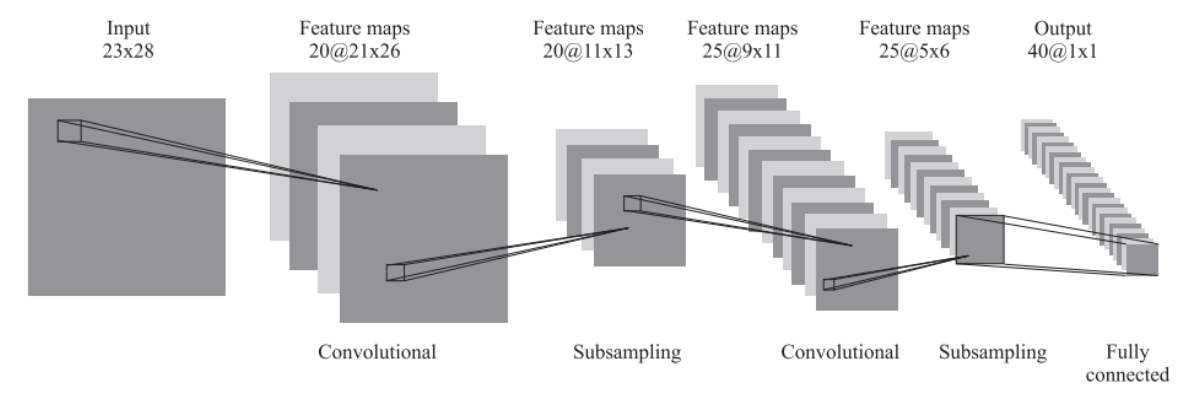 Input
23x28
Feature maps
20@21x26
Feature maps
20@11x13
Feature maps
25@9x11
Feature maps
25@5x6
Output
40@1x1
Convolutional
Subsampling
Convolutional
Subsampling
Fully
connected